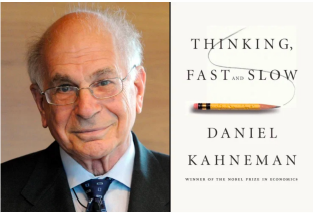 THINKING,
FAST AND SLOW
DANIEL
KAHNEMAN
WINNER OF THE NOBEL PRIZE IN ECONOMICS